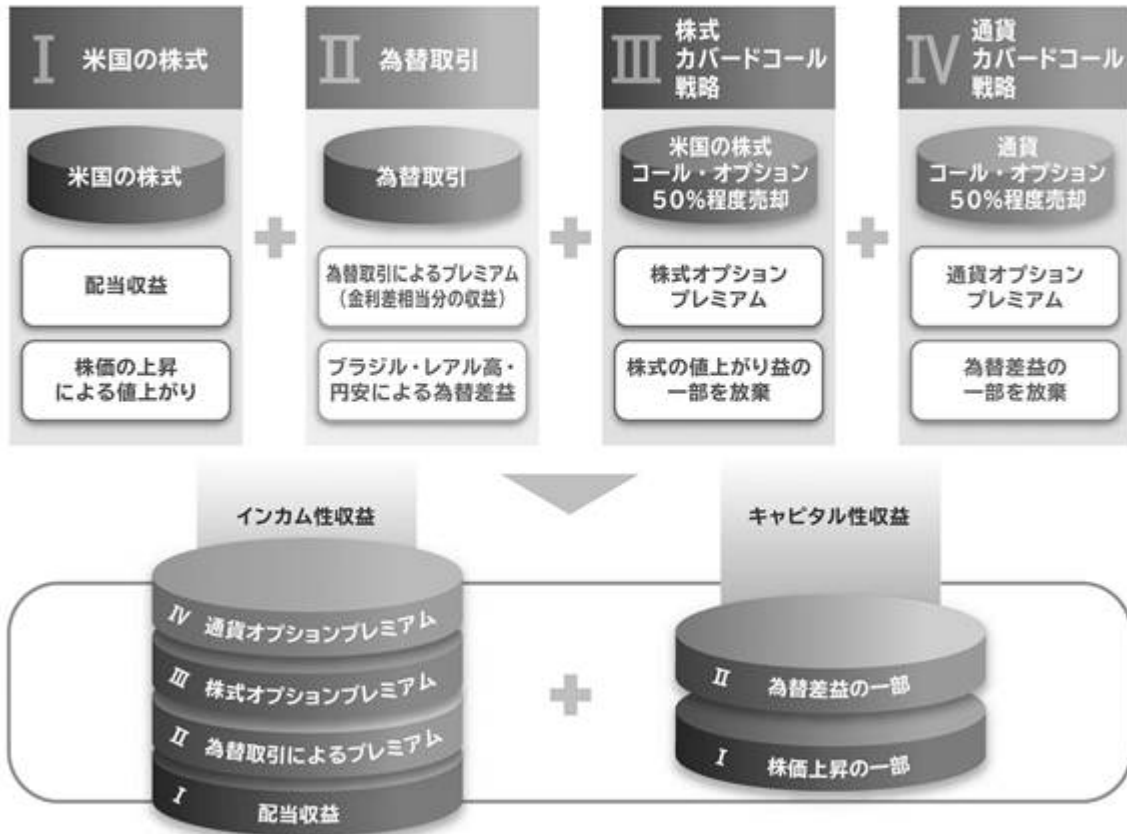 I 米国の株式
II 為替取引
III 株式
カバードコール
戦略
IV 通貨
カバードコール
戦略
米国の株式
為替取引
米国の株式
コール・オプション
50%程度売却
通貨
コール・オプション
50%程度売却
配当収益
為替取引によるプレミアム
(金利差相当分の収益)
株式オプション
プレミアム
通貨オプション
プレミアム
株価の上昇
による値上がり
ブラジル・レアル高・
円安による為替差益
株式の値上がり益の
一部を放棄
為替差益の
一部を放棄
インカム性収益
IV 通貨オプションプレミアム
III 株式オプションプレミアム
II 為替取引によるプレミアム
I 配当収益
キャピタル性収益
II 為替差益の一部
I 株価上昇の一部